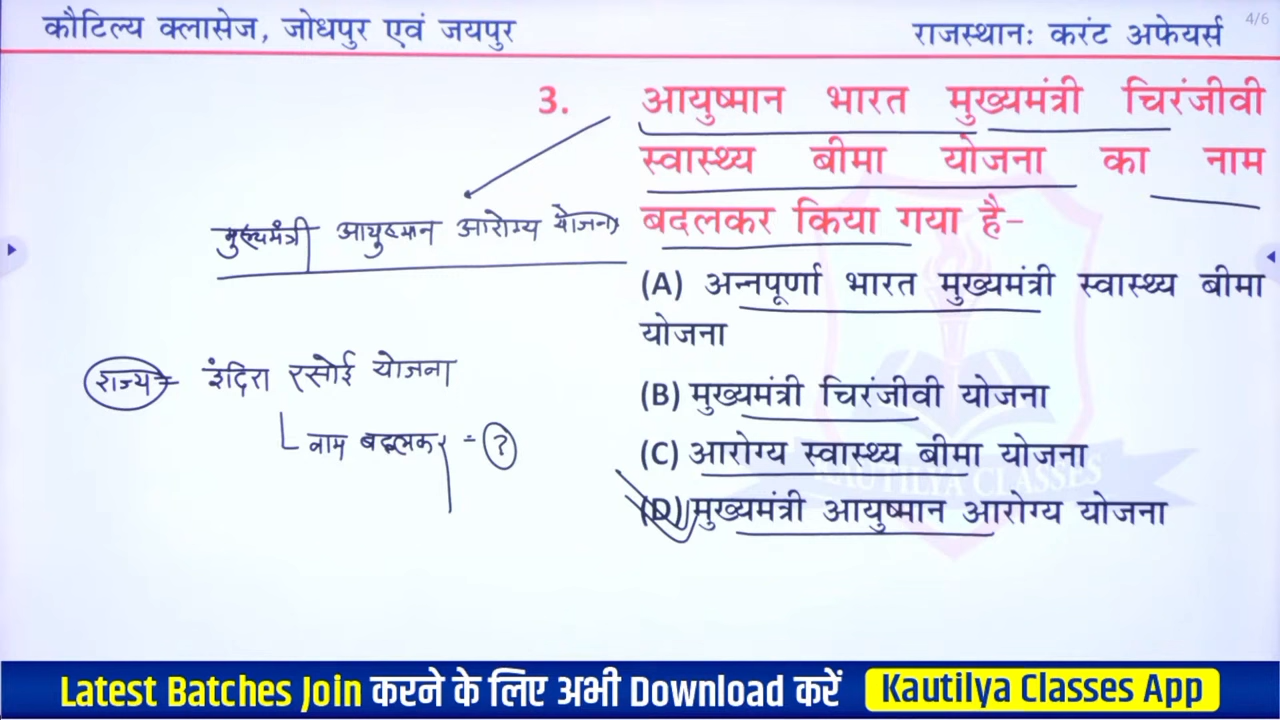 कौटिल्य क्लासेज, जोधपुर एवं जयपुर
राजस्थानः करंट अफेयर्स
4/6
3. आयुष्मान भारत मुख्यमंत्री चिरंजीवी
स्वास्थ्य बीमा योजना का नाम
बदलकर किया गया है–
(A) अन्नपूर्णा भारत मुख्यमंत्री स्वास्थ्य बीमा
योजना
(B) मुख्यमंत्री चिरंजीवी योजना
(C) आरोग्य स्वास्थ्य बीमा योजना
(D) मुख्यमंत्री आयुष्मान आरोग्य योजना
मुख्यमंत्री आयुष्मान आरोग्य योजना
राज्य इंदिरा रसोई योजना
नाम बदलकर = ?
KAUTILYA CLASSES
Latest Batches Join करने के लिए अभी Download करें
Kautilya Classes App